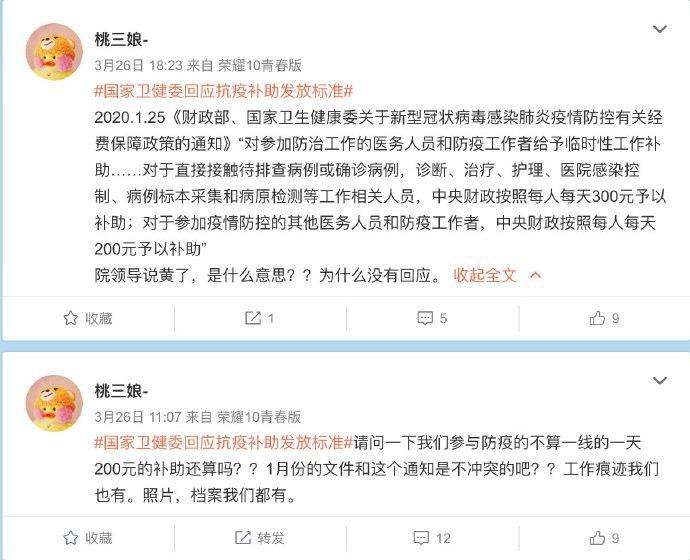 桃三娘-
3月26日 18:23 来自 荣耀10青春版
#国家卫健委回应抗疫补助发放标准#
2020.1.25《财政部、国家卫生健康委关于新型冠状病毒感染肺炎疫情防控有关经
费保障政策的通知》“对参加防治工作的医务人员和防疫工作者给予临时性工作补
助……对于直接接触待排查病例或确诊病例，诊断、治疗、护理、医院感染控
制、病例标本采集和病原检测等工作相关人员，中央财政按照每人每天300元予以
补助；对于参加疫情防控的其他医务人员和防疫工作者，中央财政按照每人每天
200元予以补助”
院领导说黄了，是什么意思？？为什么没有回应。 收起全文
收藏 1 5 9
桃三娘-
3月26日 11:07 来自 荣耀10青春版
#国家卫健委回应抗疫补助发放标准#请问一下我们参与防疫的不算一线的一天
200元的补助还算吗？？1月份的文件和这个通知是不冲突的吧？？工作痕迹我们
也有。照片，档案我们都有。
收藏 转发 12 9